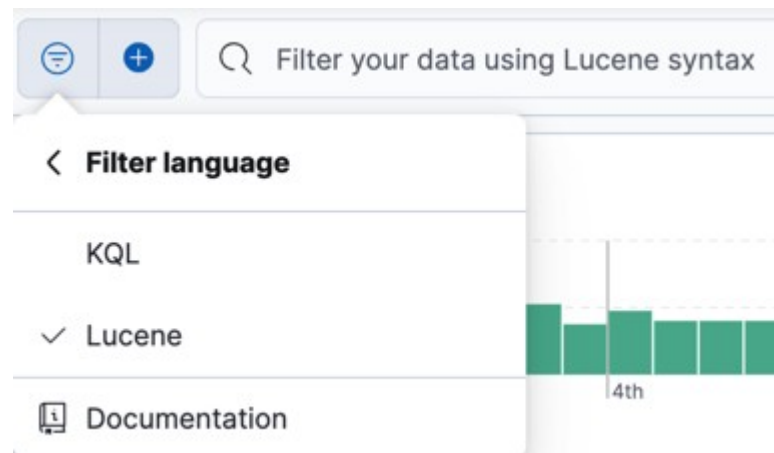 Filter your data using Lucene syntax
Filter language
KQL
Lucene
4th
Documentation